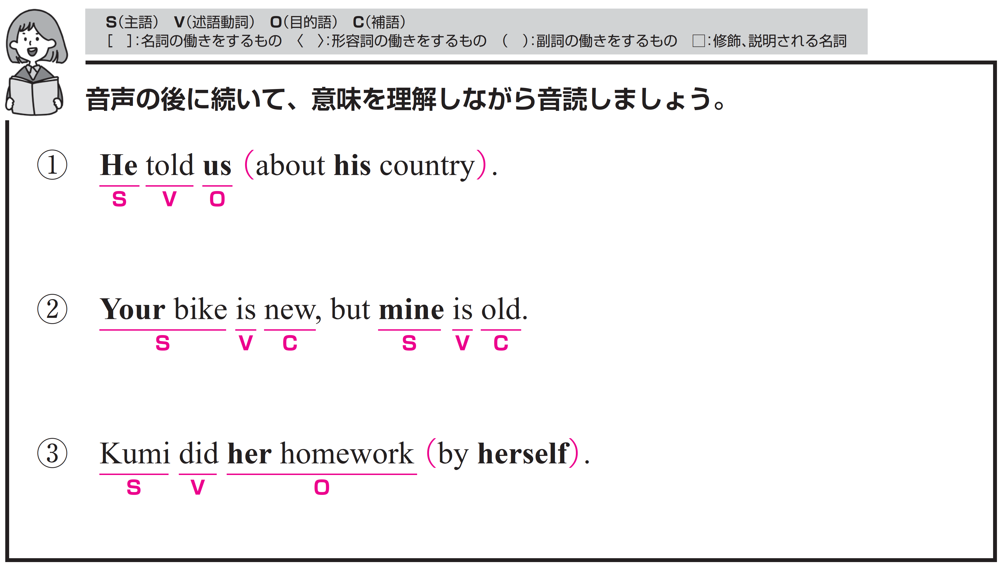 S(主語) V(述語動詞) O(目的語) C(補語)
[ ]:名詞の働きをするもの 〈 〉:形容詞の働きをするもの ( ):副詞の働きをするもの □:修飾、説明される名詞
音声の後に続いて、意味を理解しながら音読しましょう。
① He told us (about his country).
S V O
② Your bike is new, but mine is old.
S V C S V C
③ Kumi did her homework (by herself).
S V O